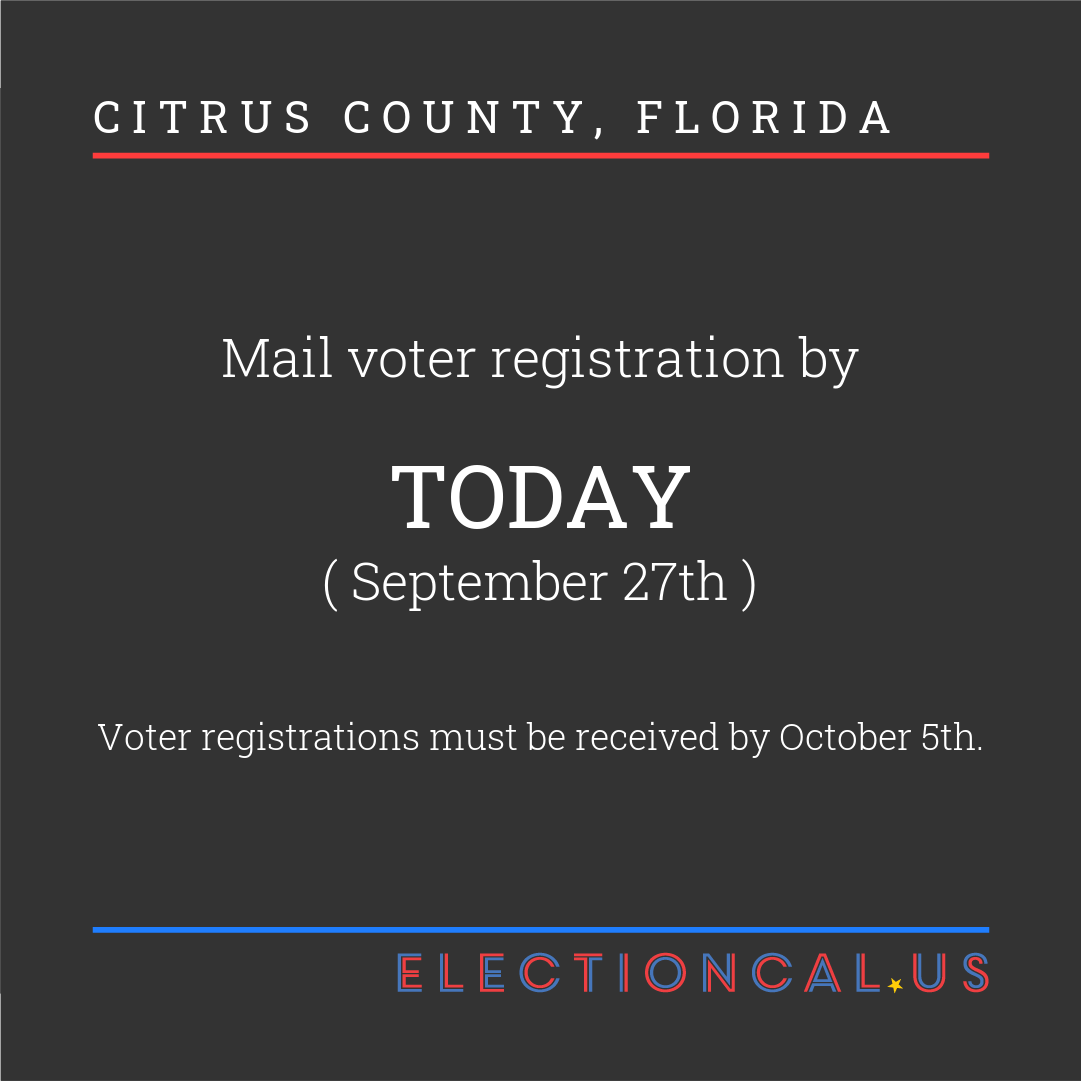 CITRUS COUNTY, FLORIDA
Mail voter registration by
TODAY
( September 27th )
Voter registrations must be received by October 5th.
ELECTIONCAL.US